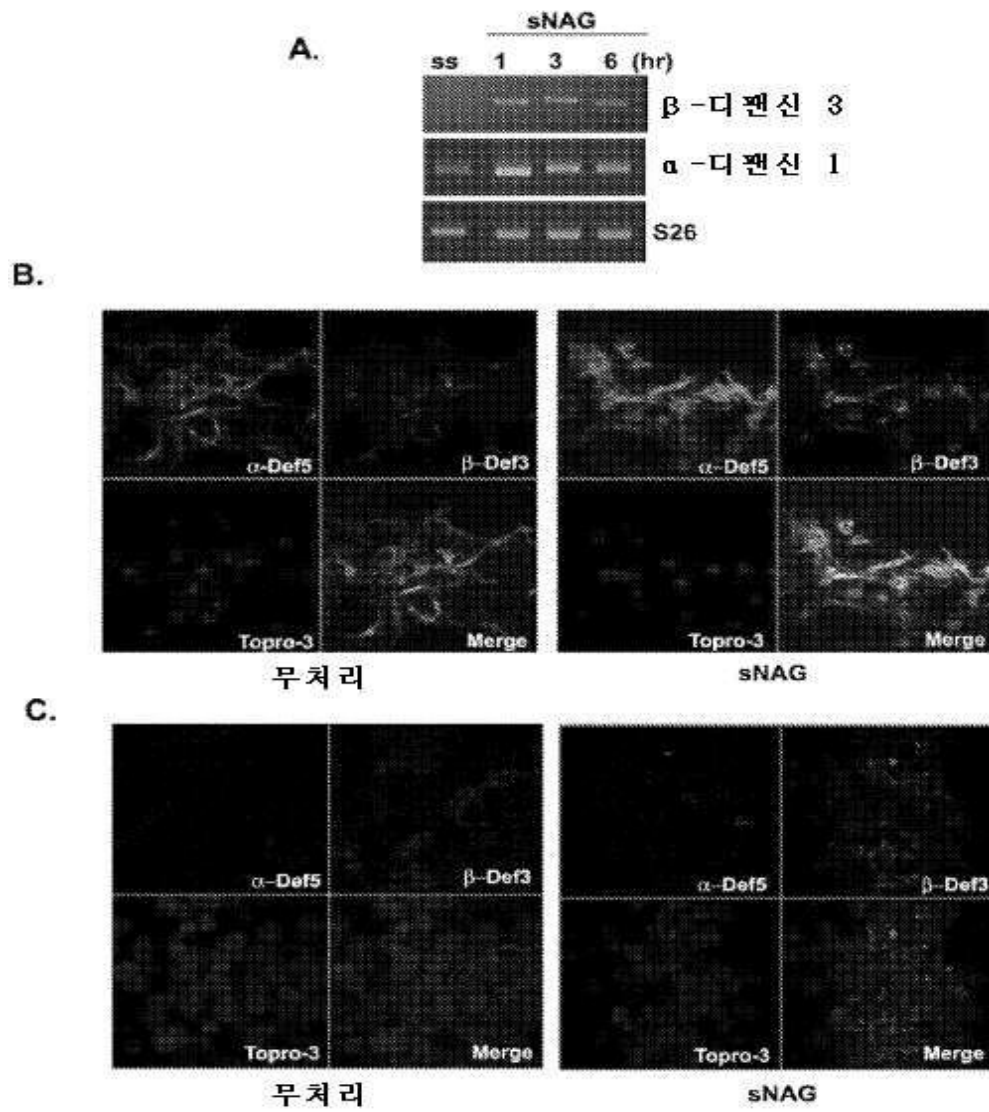 A.
sNAG
ss 1 3 6 (hr)
β-디팬신 3
α-디팬신 1
S26
B.
α-Def5 β-Def3 α-Def5 β-Def3
Topro-3 Merge Topro-3 Merge
무처리 sNAG
C.
α-Def5 β-Def3 α-Def5 β-Def3
Topro-3 Merge Topro-3 Merge
무처리 sNAG